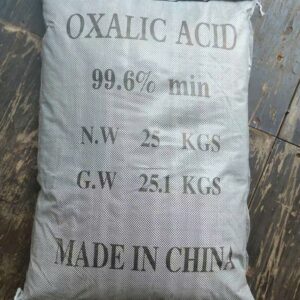 OXALIC ACID
99.6% min
N.W 25 KGS
G.W 25.1 KGS
MADE IN CHINA